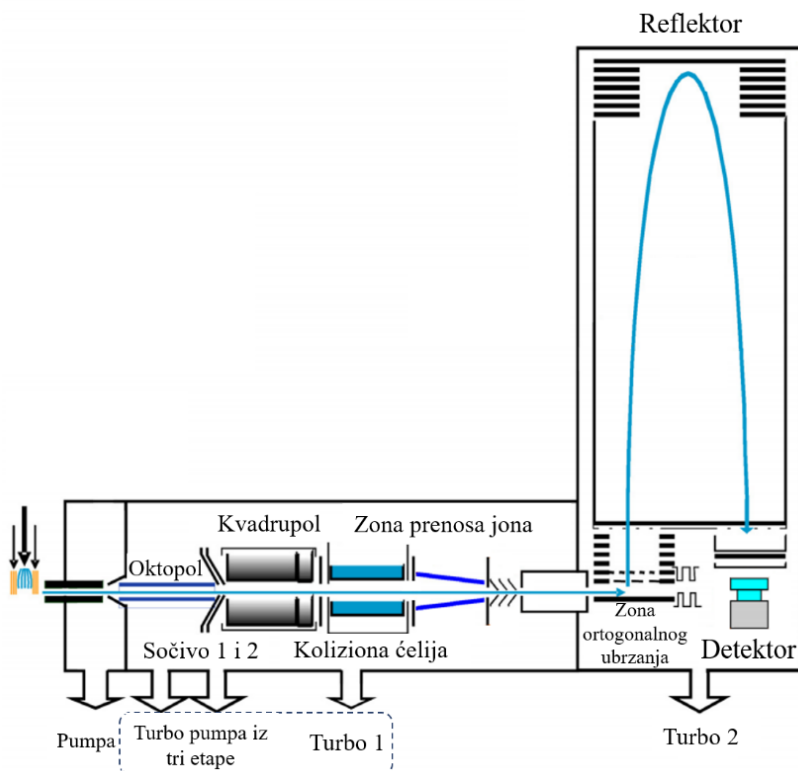 Reflektor
Kvadrupol
Zona prenosa jona
Oktopol
Sočivo 1 i 2
Koliziona ćelija
Zona
ortogonalnog
ubrzanja
Detektor
Pumpa
Turbo pumpa iz
tri etape
Turbo 1
Turbo 2